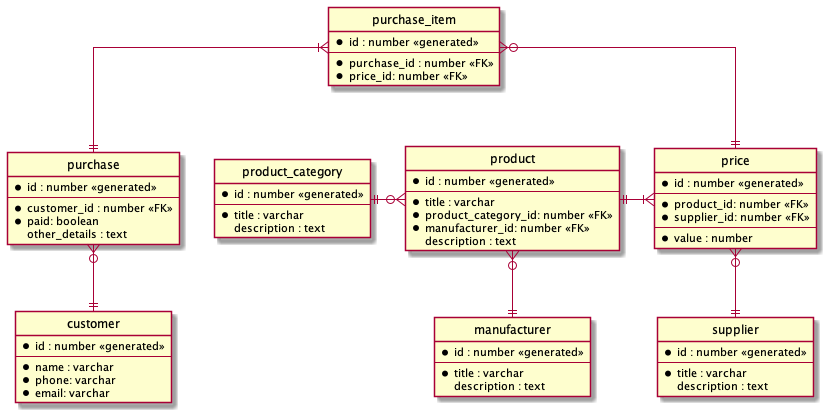 purchase_item
id : number «generated»
purchase_id : number «FK»
price_id: number «FK»
purchase
id : number «generated»
customer_id : number «FK»
paid: boolean
other_details : text
product_category
id : number «generated»
title : varchar
description : text
product
id : number «generated»
title : varchar
product_category_id: number «FK»
manufacturer_id: number «FK»
description : text
price
id : number «generated»
product_id: number «FK»
supplier_id: number «FK»
value : number
customer
id : number «generated»
name : varchar
phone: varchar
email: varchar
manufacturer
id : number «generated»
title : varchar
description : text
supplier
id : number «generated»
title : varchar
description : text